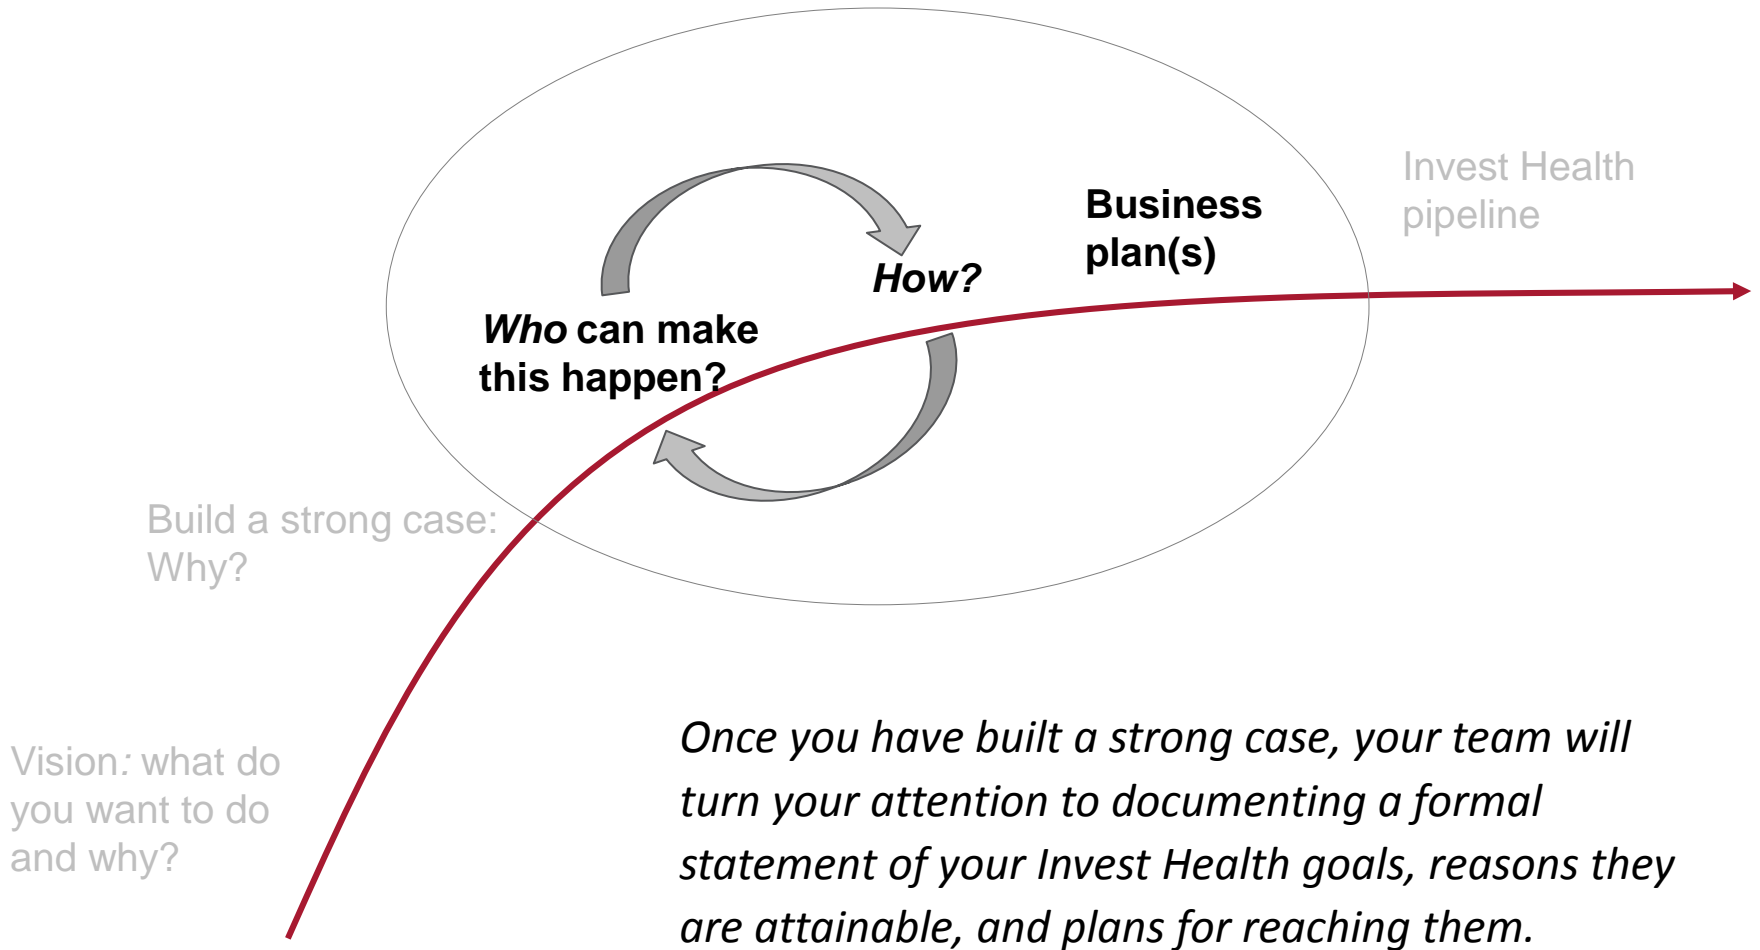 Invest Health
pipeline
Business
plan(s)
How?
Who can make
this happen?
Build a strong case:
Why?
Vision: what do
you want to do
and why?
Once you have built a strong case, your team will
turn your attention to documenting a formal
statement of your Invest Health goals, reasons they
are attainable, and plans for reaching them.